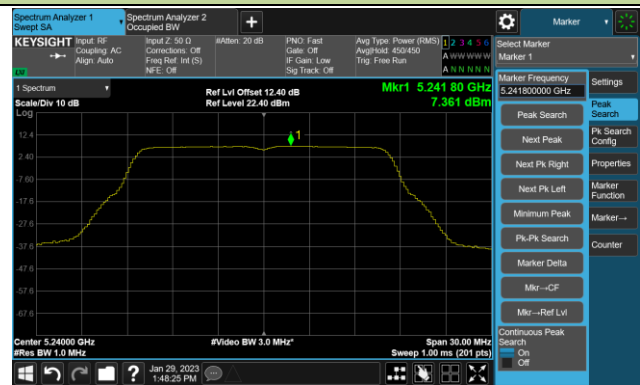 Spectrum Analyzer 1
Swept SA
Spectrum Analyzer 2
Occupied BW
Marker
KEYSIGHT
Input: RF
Coupling: AC
Align: Auto
Input Z: 50 Ω
Corrections: Off
Freq Ref: Int (S)
NFE: Off
#Atten: 20 dB
PNO: Fast
Gate: Off
IF Gain: Low
Sig Track: Off
Avg Type: Power (RMS)
Avg|Hold: 450/450
Trig: Free Run
1 2 3 4 5 6
A W W W W W
A N N N N N
Select Marker
Marker 1
1 Spectrum
Scale/Div 10 dB
Log
Ref Lvl Offset 12.40 dB
Ref Level 22.40 dBm
Mkr1 5.241 80 GHz
7.361 dBm
12.4
2.40
-7.60
-17.6
-27.6
-37.6
-47.6
-57.6
-67.6
1
Center 5.24000 GHz
#Res BW 1.0 MHz
#Video BW 3.0 MHz*
Span 30.00 MHz
Sweep 1.00 ms (201 pts)
Marker Frequency
5.241800000 GHz
Peak Search
Next Peak
Next Pk Right
Next Pk Left
Minimum Peak
Pk-Pk Search
Marker Delta
Mkr→CF
Mkr→Ref Lvl
Continuous Peak
Search
On
Off
Settings
Peak
Search
Pk Search
Config
Properties
Marker
Function
Marker→
Counter
?
Jan 29, 2023
1:48:25 PM